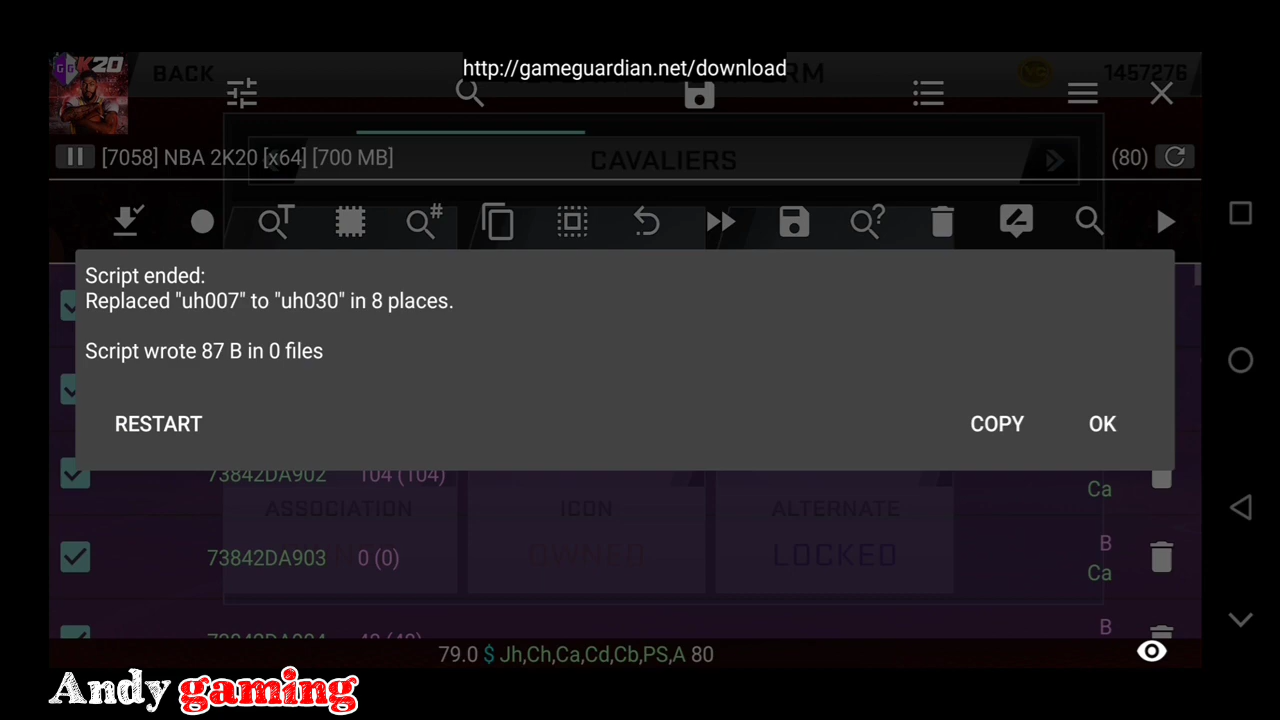 http://gameguardian.net/download
K20
BACK
RM
1457276
[7058] NBA 2K20 [x64] [700 MB]
CAVALIERS
(80)
Script ended:
Replaced "uh007" to "uh030" in 8 places.
Script wrote 87 B in 0 files
RESTART
COPY
OK
73842DA902 104 (104)
Ca
ASSOCIATION
ICON
ALTERNATE
73842DA903 0 (0)
OWNED
LOCKED
B
Ca
B
79.0 $ Jh,Ch,Ca,Cd,Cb,PS,A 80
Andy gaming